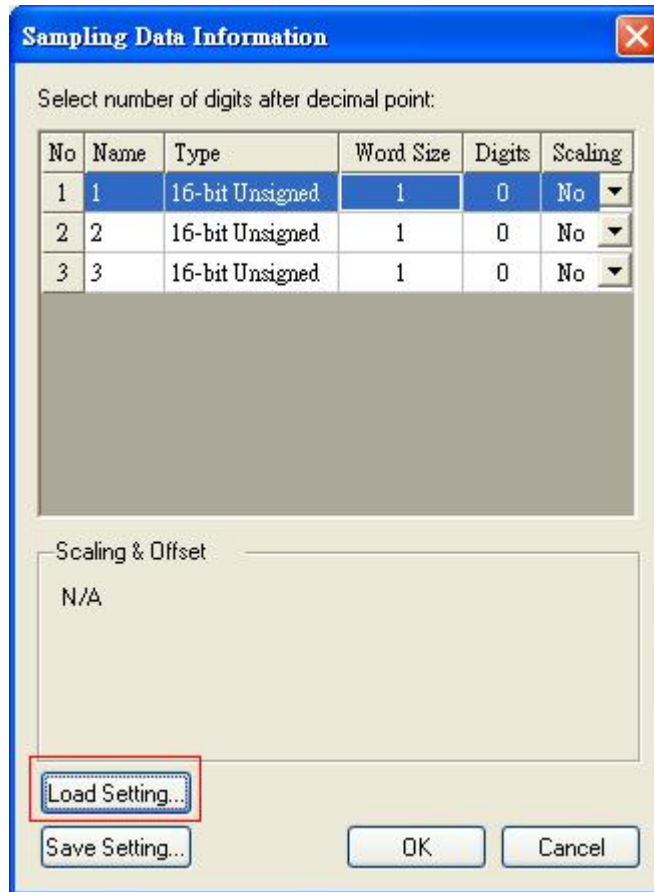 Sampling Data Information
Select number of digits after decimal point:
No Name Type Word Size Digits Scaling
1 1 16-bit Unsigned 1 0 No
2 2 16-bit Unsigned 1 0 No
3 3 16-bit Unsigned 1 0 No
Scaling & Offset
N/A
Load Setting...
Save Setting... OK Cancel